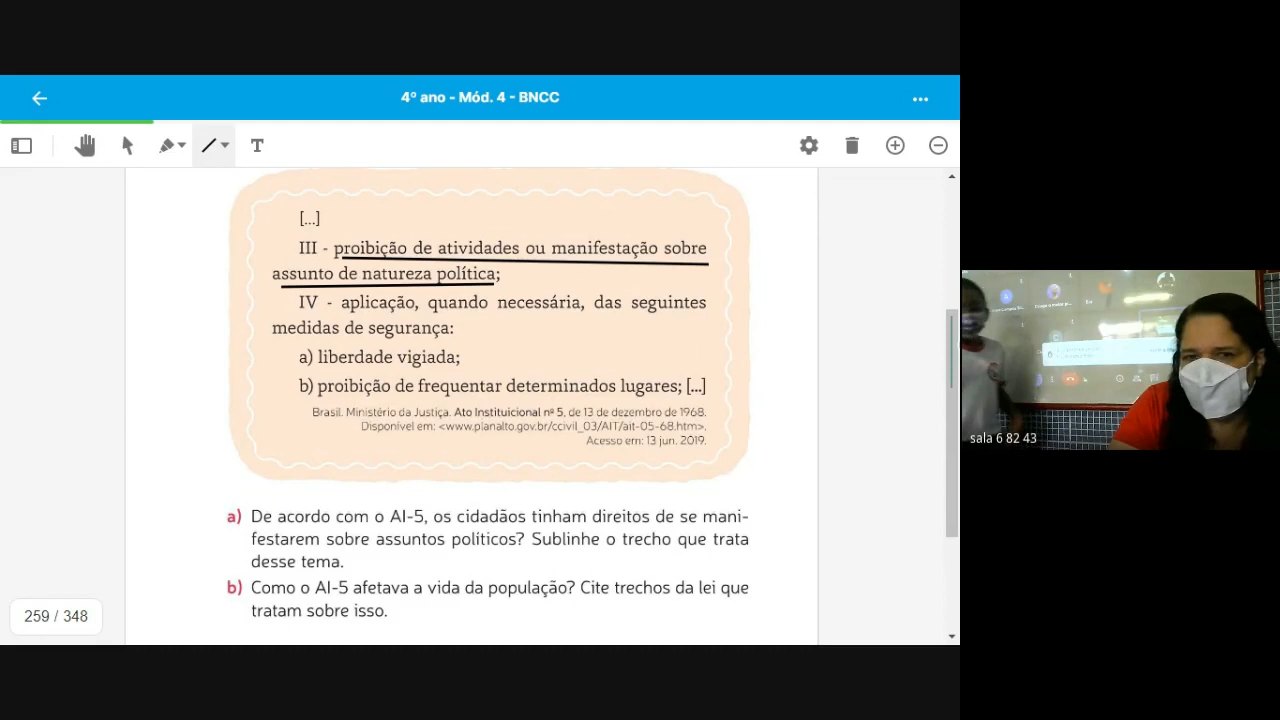 4º ano - Mód. 4 - BNCC
T
[...]
III - proibição de atividades ou manifestação sobre
assunto de natureza política;
IV - aplicação, quando necessária, das seguintes
medidas de segurança:
a) liberdade vigiada;
b) proibição de frequentar determinados lugares; [...]
Brasil. Ministério da Justiça. Ato Instituicional nº 5, de 13 de dezembro de 1968.
Disponível em: <www.planalto.gov.br/ccivil_03/AIT/ait-05-68.htm>.
Acesso em: 13 jun. 2019.
a) De acordo com o AI-5, os cidadãos tinham direitos de se mani-
festarem sobre assuntos políticos? Sublinhe o trecho que trata
desse tema.
b) Como o AI-5 afetava a vida da população? Cite trechos da lei que
tratam sobre isso.
259 / 348
sala 6 82 43